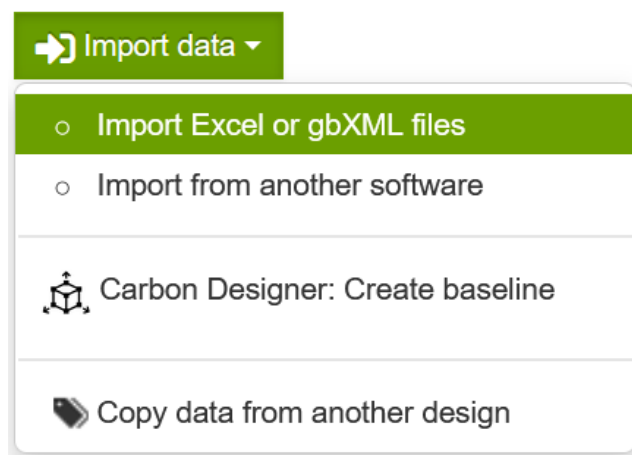 Import data
Import Excel or gbXML files
Import from another software
Carbon Designer: Create baseline
Copy data from another design